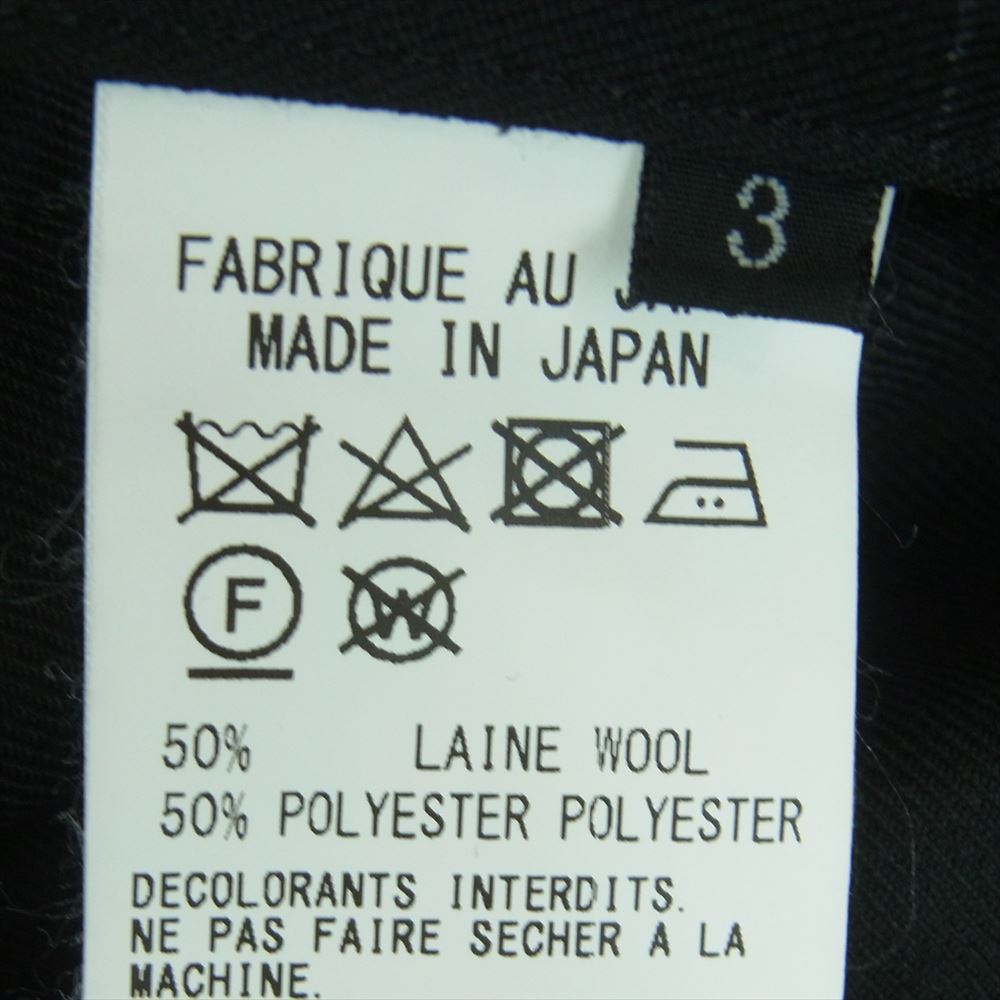 3
FABRIQUE AU
MADE IN JAPAN
F
W
50% LAINE WOOL
50% POLYESTER POLYESTER
DECOLORANTS INTERDITS.
NE PAS FAIRE SECHER A LA
MACHINE.